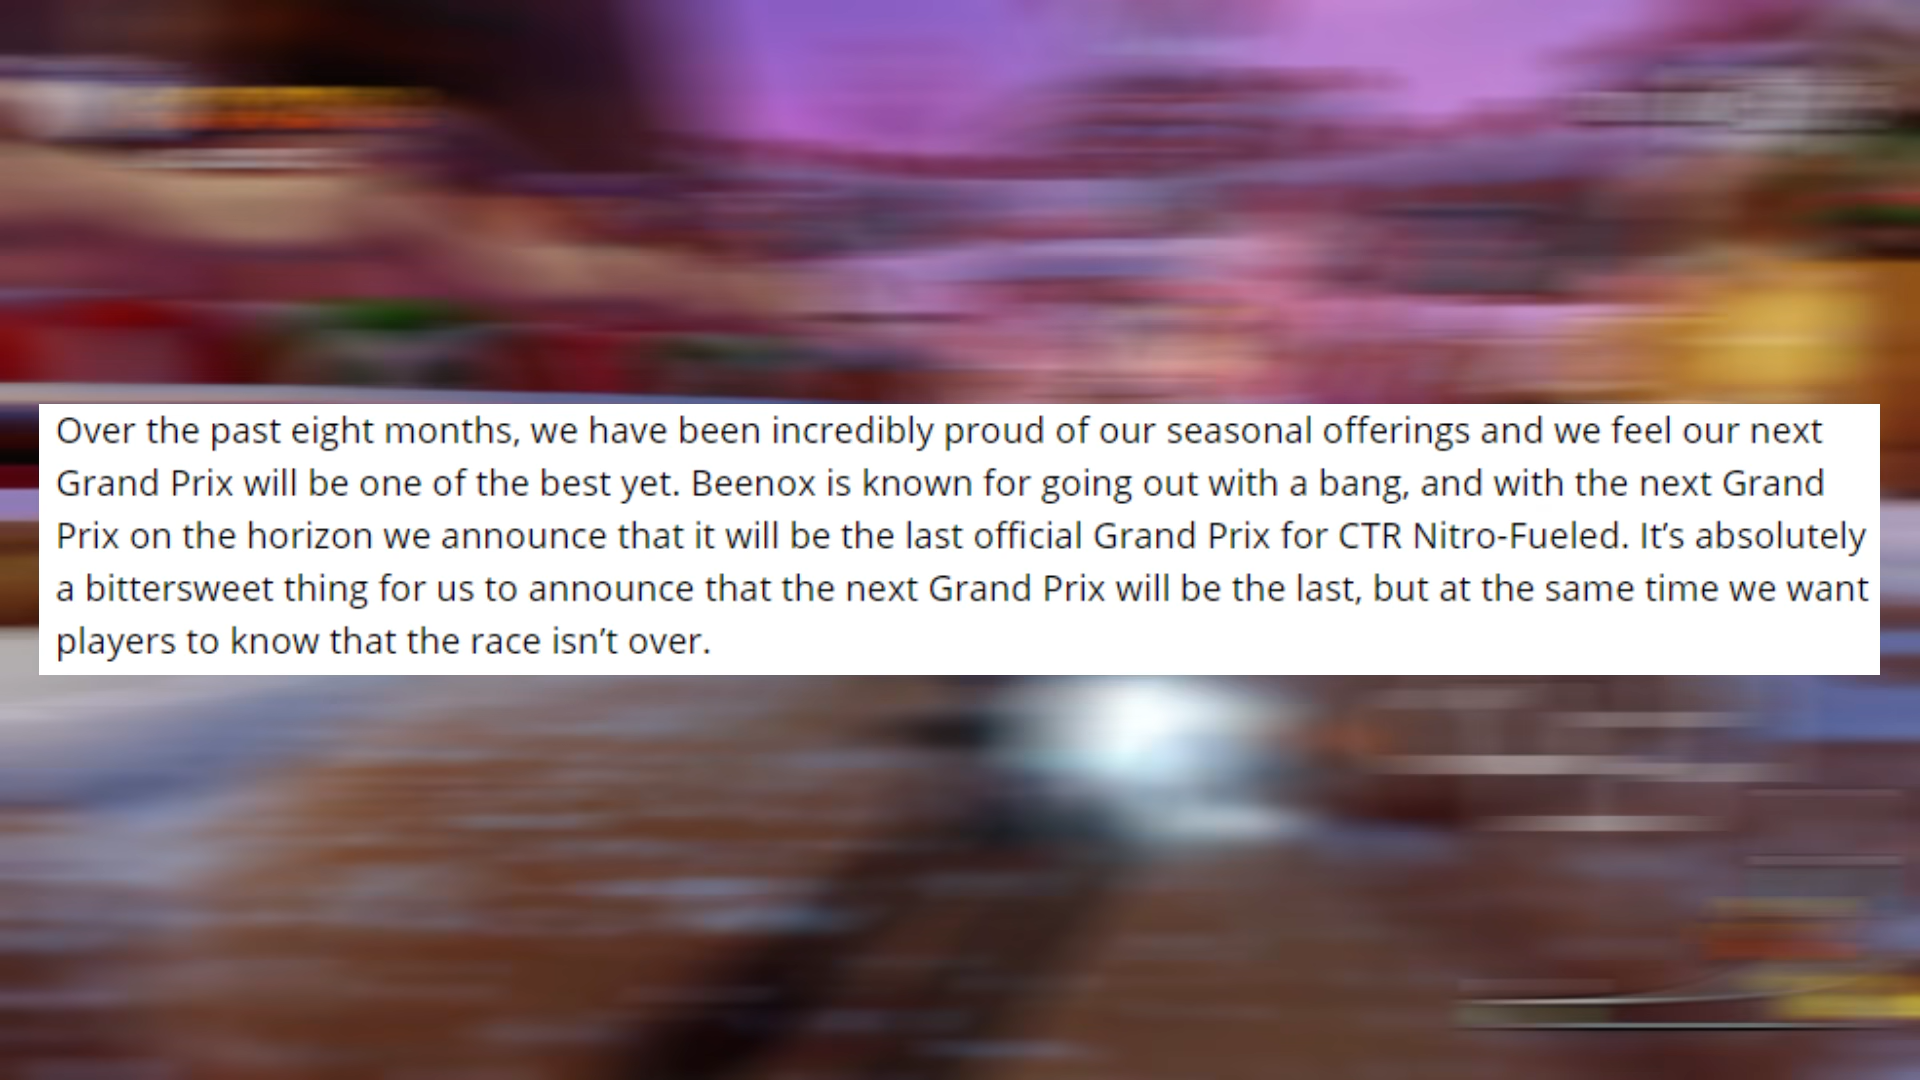 Over the past eight months, we have been incredibly proud of our seasonal offerings and we feel our next
Grand Prix will be one of the best yet. Beenox is known for going out with a bang, and with the next Grand
Prix on the horizon we announce that it will be the last official Grand Prix for CTR Nitro-Fueled. It’s absolutely
a bittersweet thing for us to announce that the next Grand Prix will be the last, but at the same time we want
players to know that the race isn’t over.